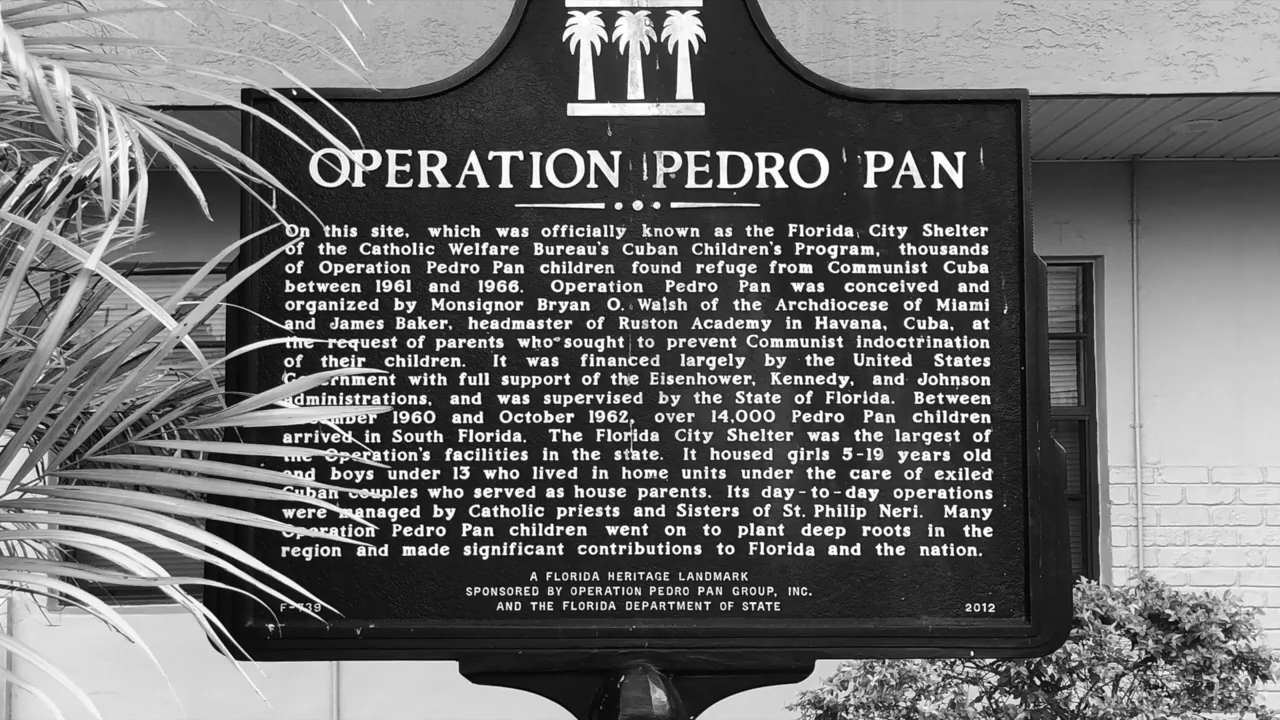 OPERATION PEDRO PAN
On this site, which was officially known as the Florida City Shelter
of the Catholic Welfare Bureau's Cuban Children's Program, thousands
of Operation Pedro Pan children found refuge from Communist Cuba
between 1961 and 1966. Operation Pedro Pan was conceived and
organized by Monsignor Bryan O. Walsh of the Archdiocese of Miami
and James Baker, headmaster of Ruston Academy in Havana, Cuba, at
the request of parents who sought to prevent Communist indoctrination
of their children. It was financed largely by the United States
Government with full support of the Eisenhower, Kennedy, and Johnson
administrations, and was supervised by the State of Florida. Between
December 1960 and October 1962, over 14,000 Pedro Pan children
arrived in South Florida. The Florida City Shelter was the largest of
the Operation's facilities in the state. It housed girls 5-19 years old
and boys under 13 who lived in home units under the care of exiled
Cuban couples who served as house parents. Its day-to-day operations
were managed by Catholic priests and Sisters of St. Philip Neri. Many
Operation Pedro Pan children went on to plant deep roots in the
region and made significant contributions to Florida and the nation.
A FLORIDA HERITAGE LANDMARK
SPONSORED BY OPERATION PEDRO PAN GROUP, INC.
AND THE FLORIDA DEPARTMENT OF STATE
F-739
2012